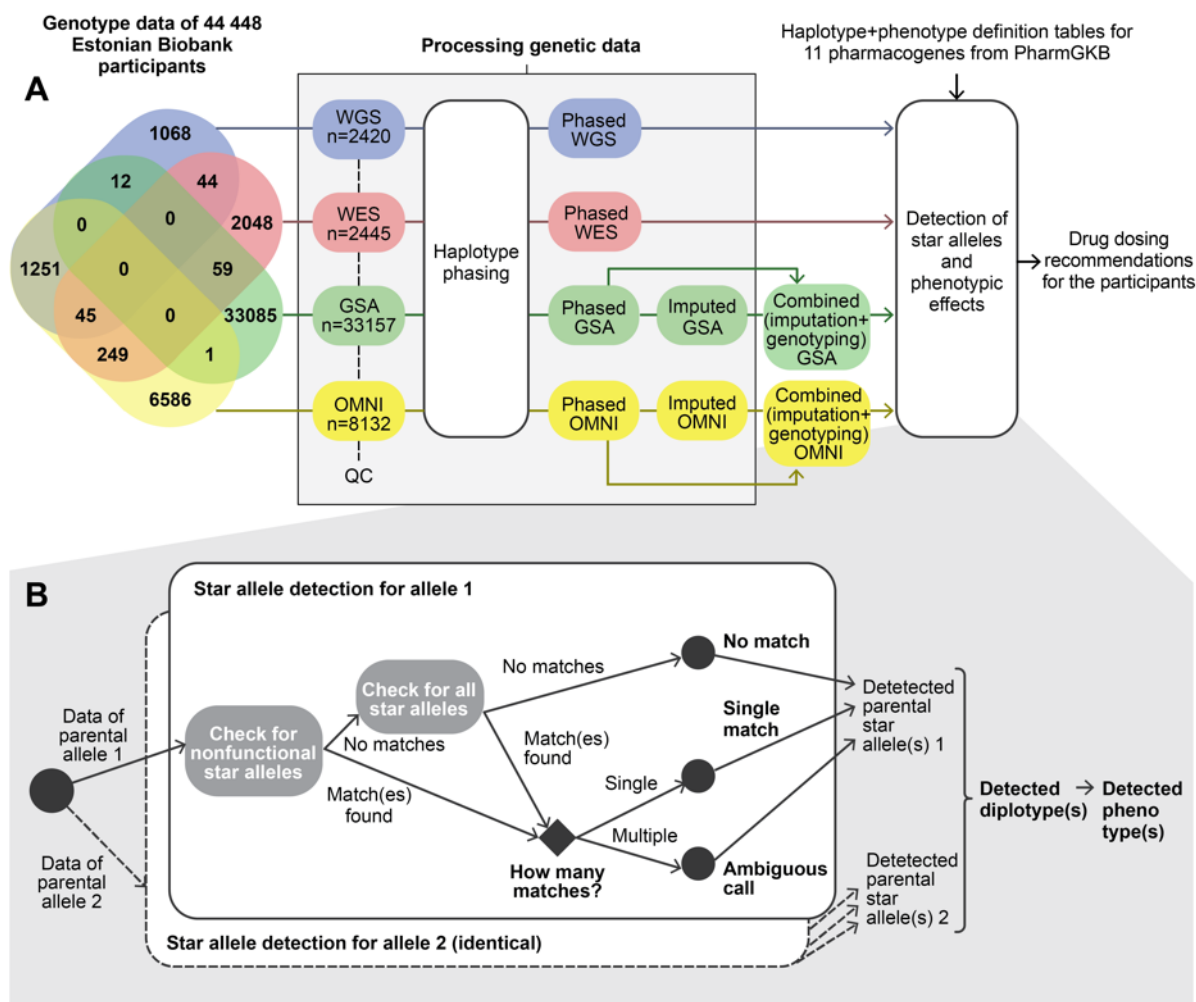 Genotype data of 44 448
Estonian Biobank
participants
Processing genetic data
Haplotype+phenotype definition tables for
11 pharmacogenes from PharmGKB
A
1068
12
44
0
0
2048
1251
0
59
45
0
33085
249
1
6586
WGS
n=2420
WES
n=2445
GSA
n=33157
OMNI
n=8132
QC
Haplotype
phasing
Phased
WGS
Phased
WES
Phased
GSA
Imputed
GSA
Combined
(imputation+
genotyping)
GSA
Phased
OMNI
Imputed
OMNI
Combined
(imputation+
genotyping)
OMNI
Detection of
star alleles
and
phenotypic
effects
Drug dosing
recommendations
for the participants
B
Star allele detection for allele 1
Data of
parental
allele 1
Data of
parental
allele 2
Check for
nonfunctional
star alleles
No matches
Match(es)
found
Check for all
star alleles
No matches
Match(es)
found
How many
matches?
Single
Multiple
No match
Single
match
Ambiguous
call
Detetected
parental
star
allele(s) 1
Detetected
parental
star
allele(s) 2
Detected
diplotype(s)
Detected
pheno
type(s)
Star allele detection for allele 2 (identical)